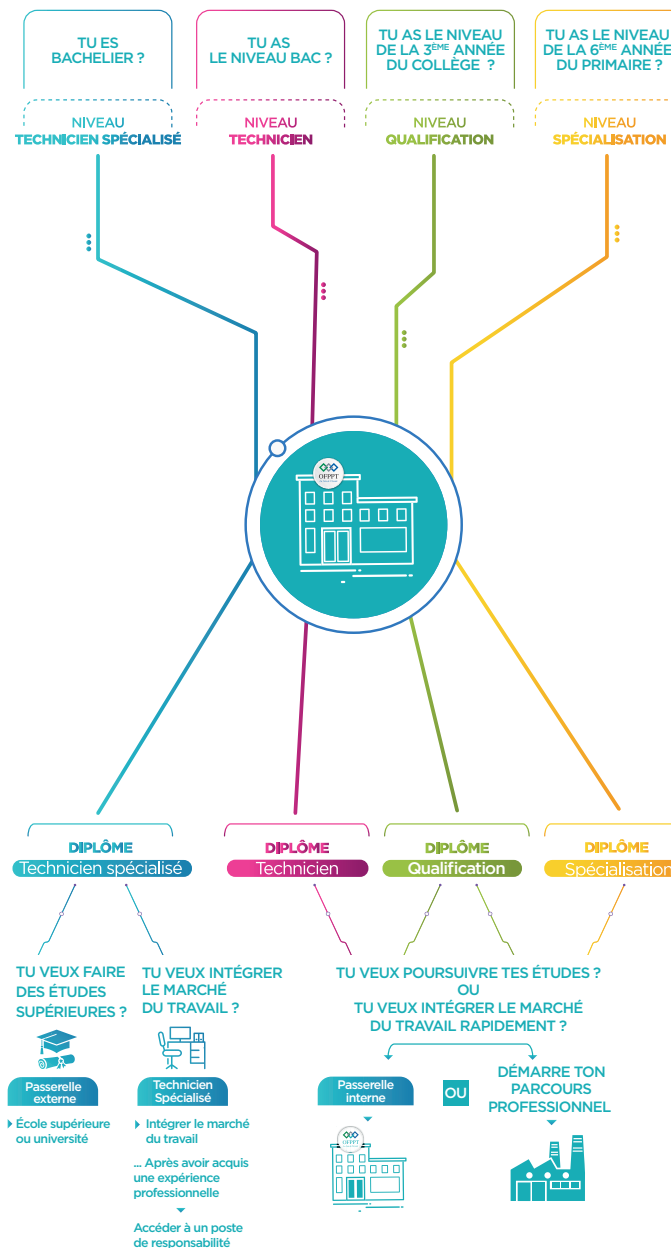 TU ES
BACHELIER ?
TU AS
LE NIVEAU BAC ?
TU AS LE NIVEAU
DE LA 3ÈME ANNÉE
DU COLLÈGE ?
TU AS LE NIVEAU
DE LA 6ÈME ANNÉE
DU PRIMAIRE ?
NIVEAU
TECHNICIEN SPÉCIALISÉ
NIVEAU
TECHNICIEN
NIVEAU
QUALIFICATION
NIVEAU
SPÉCIALISATION
OFPPT
DIPLÔME
Technicien spécialisé
DIPLÔME
Technicien
DIPLÔME
Qualification
DIPLÔME
Spécialisation
TU VEUX FAIRE
DES ÉTUDES
SUPÉRIEURES ?
Passerelle
externe
École supérieure
ou université
TU VEUX INTÉGRER
LE MARCHÉ
DU TRAVAIL ?
Technicien
Spécialisé
Intégrer le marché
du travail
... Après avoir acquis
une expérience
professionnelle
Accéder à un poste
de responsabilité
TU VEUX POURSUIVRE TES ÉTUDES ?
OU
TU VEUX INTÉGRER LE MARCHÉ
DU TRAVAIL RAPIDEMENT ?
Passerelle
interne
OFPPT
OU
DÉMARRE TON
PARCOURS
PROFESSIONNEL